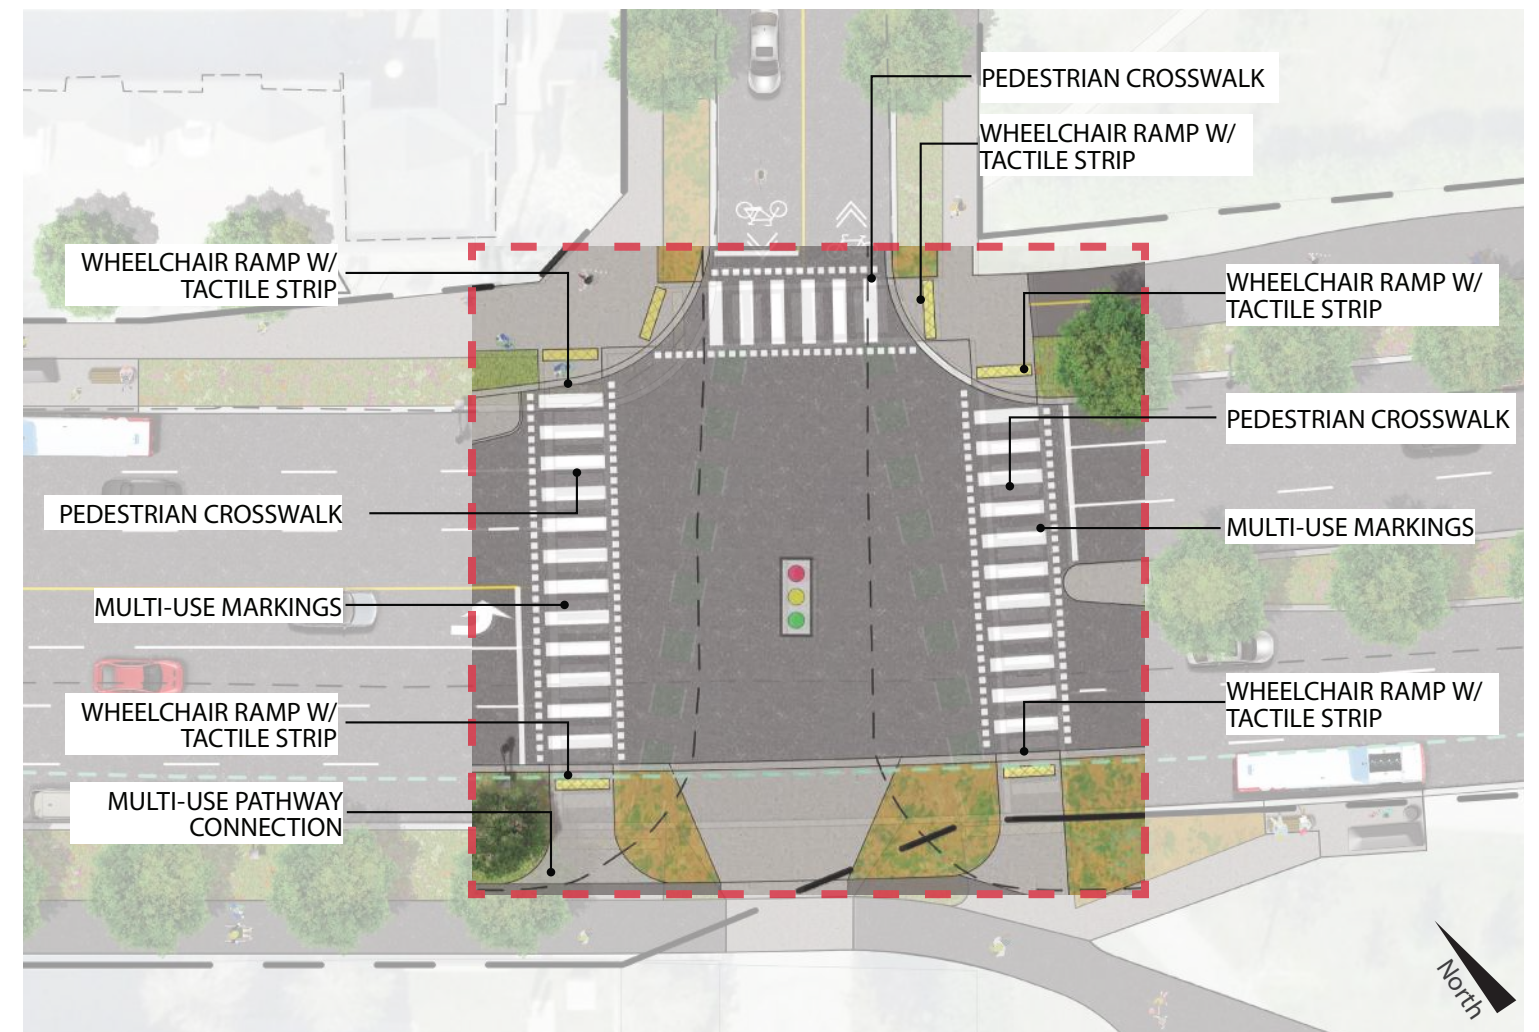 PEDESTRIAN CROSSWALK
WHEELCHAIR RAMP W/
TACTILE STRIP
WHEELCHAIR RAMP W/
TACTILE STRIP
WHEELCHAIR RAMP W/
TACTILE STRIP
PEDESTRIAN CROSSWALK
PEDESTRIAN CROSSWALK
MULTI-USE MARKINGS
MULTI-USE MARKINGS
WHEELCHAIR RAMP W/
TACTILE STRIP
WHEELCHAIR RAMP W/
TACTILE STRIP
MULTI-USE PATHWAY
CONNECTION
North